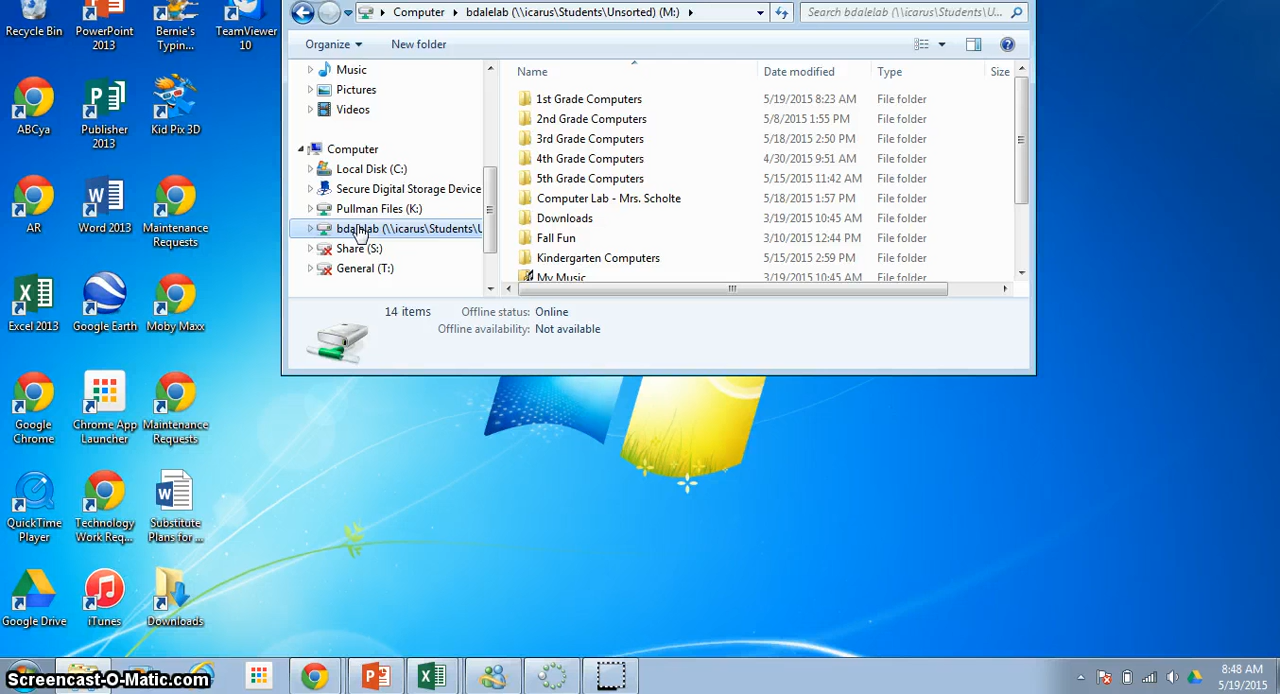 Computer ▸ bdalelab (\\icarus\Students\Unsorted) (M:) ▸
Search bdalelab (\\icarus\Students\U...
Organize
New folder
Music
Pictures
Videos
Computer
Local Disk (C:)
Secure Digital Storage Device
Pullman Files (K:)
bdalelab (\\icarus\Students\U
Share (S:)
General (T:)
Name Date modified Type Size
1st Grade Computers 5/19/2015 8:23 AM File folder
2nd Grade Computers 5/8/2015 1:55 PM File folder
3rd Grade Computers 5/18/2015 2:50 PM File folder
4th Grade Computers 4/30/2015 9:51 AM File folder
5th Grade Computers 5/15/2015 11:42 AM File folder
Computer Lab - Mrs. Scholte 5/18/2015 1:57 PM File folder
Downloads 3/19/2015 10:45 AM File folder
Fall Fun 3/10/2015 12:44 PM File folder
Kindergarten Computers 5/15/2015 2:59 PM File folder
My Music 3/19/2015 10:45 AM File folder
14 items Offline status: Online
Offline availability: Not available
Recycle Bin
PowerPoint
2013
Bernie's
Typin...
TeamViewer
10
ABCya
Publisher
2013
Kid Pix 3D
AR
Word 2013
Maintenance
Requests
Excel 2013
Google Earth
Moby Maxx
Google
Chrome
Chrome App
Launcher
Maintenance
Requests
QuickTime
Player
Technology
Work Req...
Substitute
Plans for ...
Google Drive
iTunes
Downloads
Screencast-O-Matic.com
8:48 AM
5/19/2015